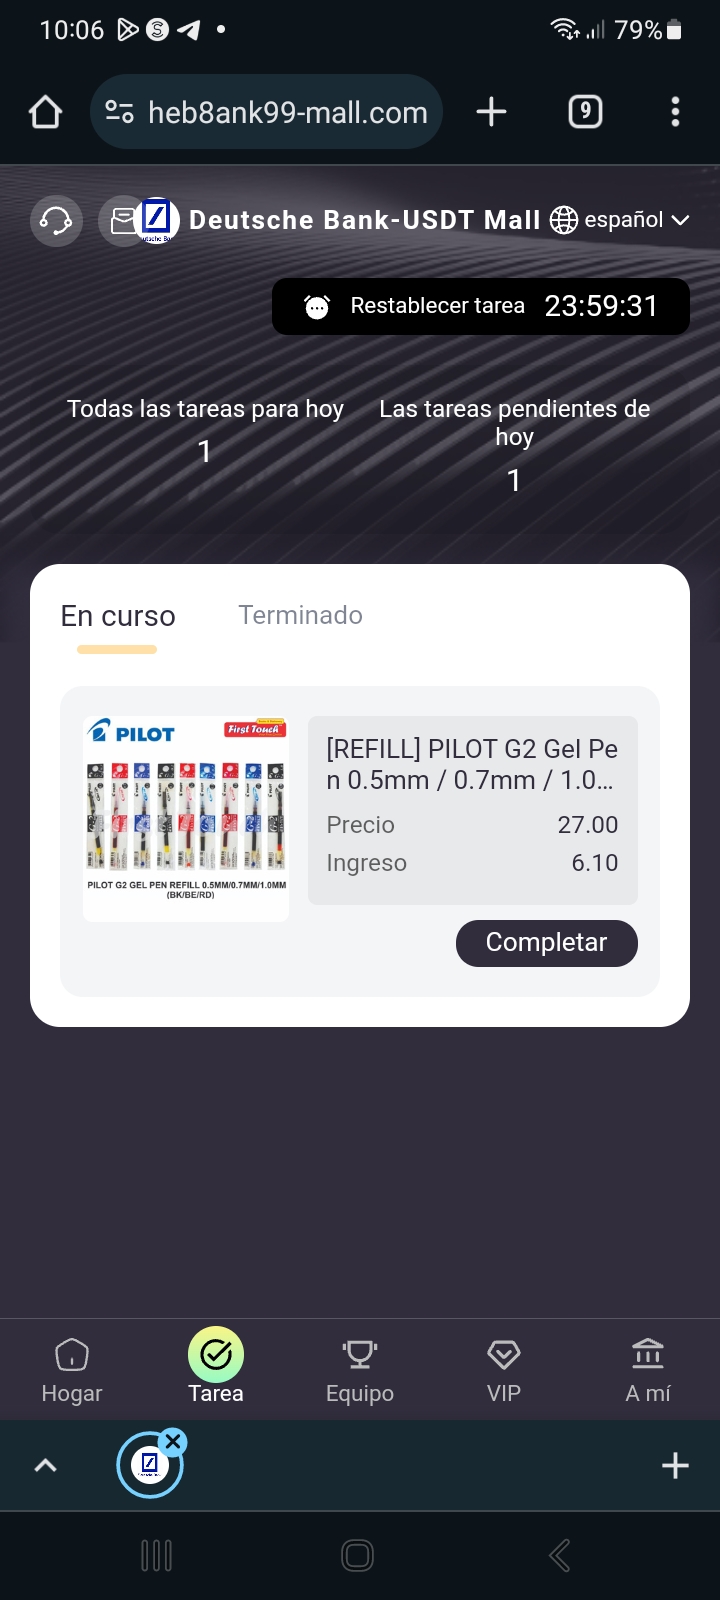 10:06
79%
heb8ank99-mall.com
9
Deutsche Bank-USDT Mall
español
Restablecer tarea 23:59:31
Todas las tareas para hoy
1
Las tareas pendientes de
hoy
1
En curso
Terminado
PILOT
First Touch
PILOT G2 GEL PEN REFILL 0.5MM/0.7MM/1.0MM
(BK/BE/RD)
[REFILL] PILOT G2 Gel Pe
n 0.5mm / 0.7mm / 1.0...
Precio 27.00
Ingreso 6.10
Completar
Hogar
Tarea
Equipo
VIP
A mí